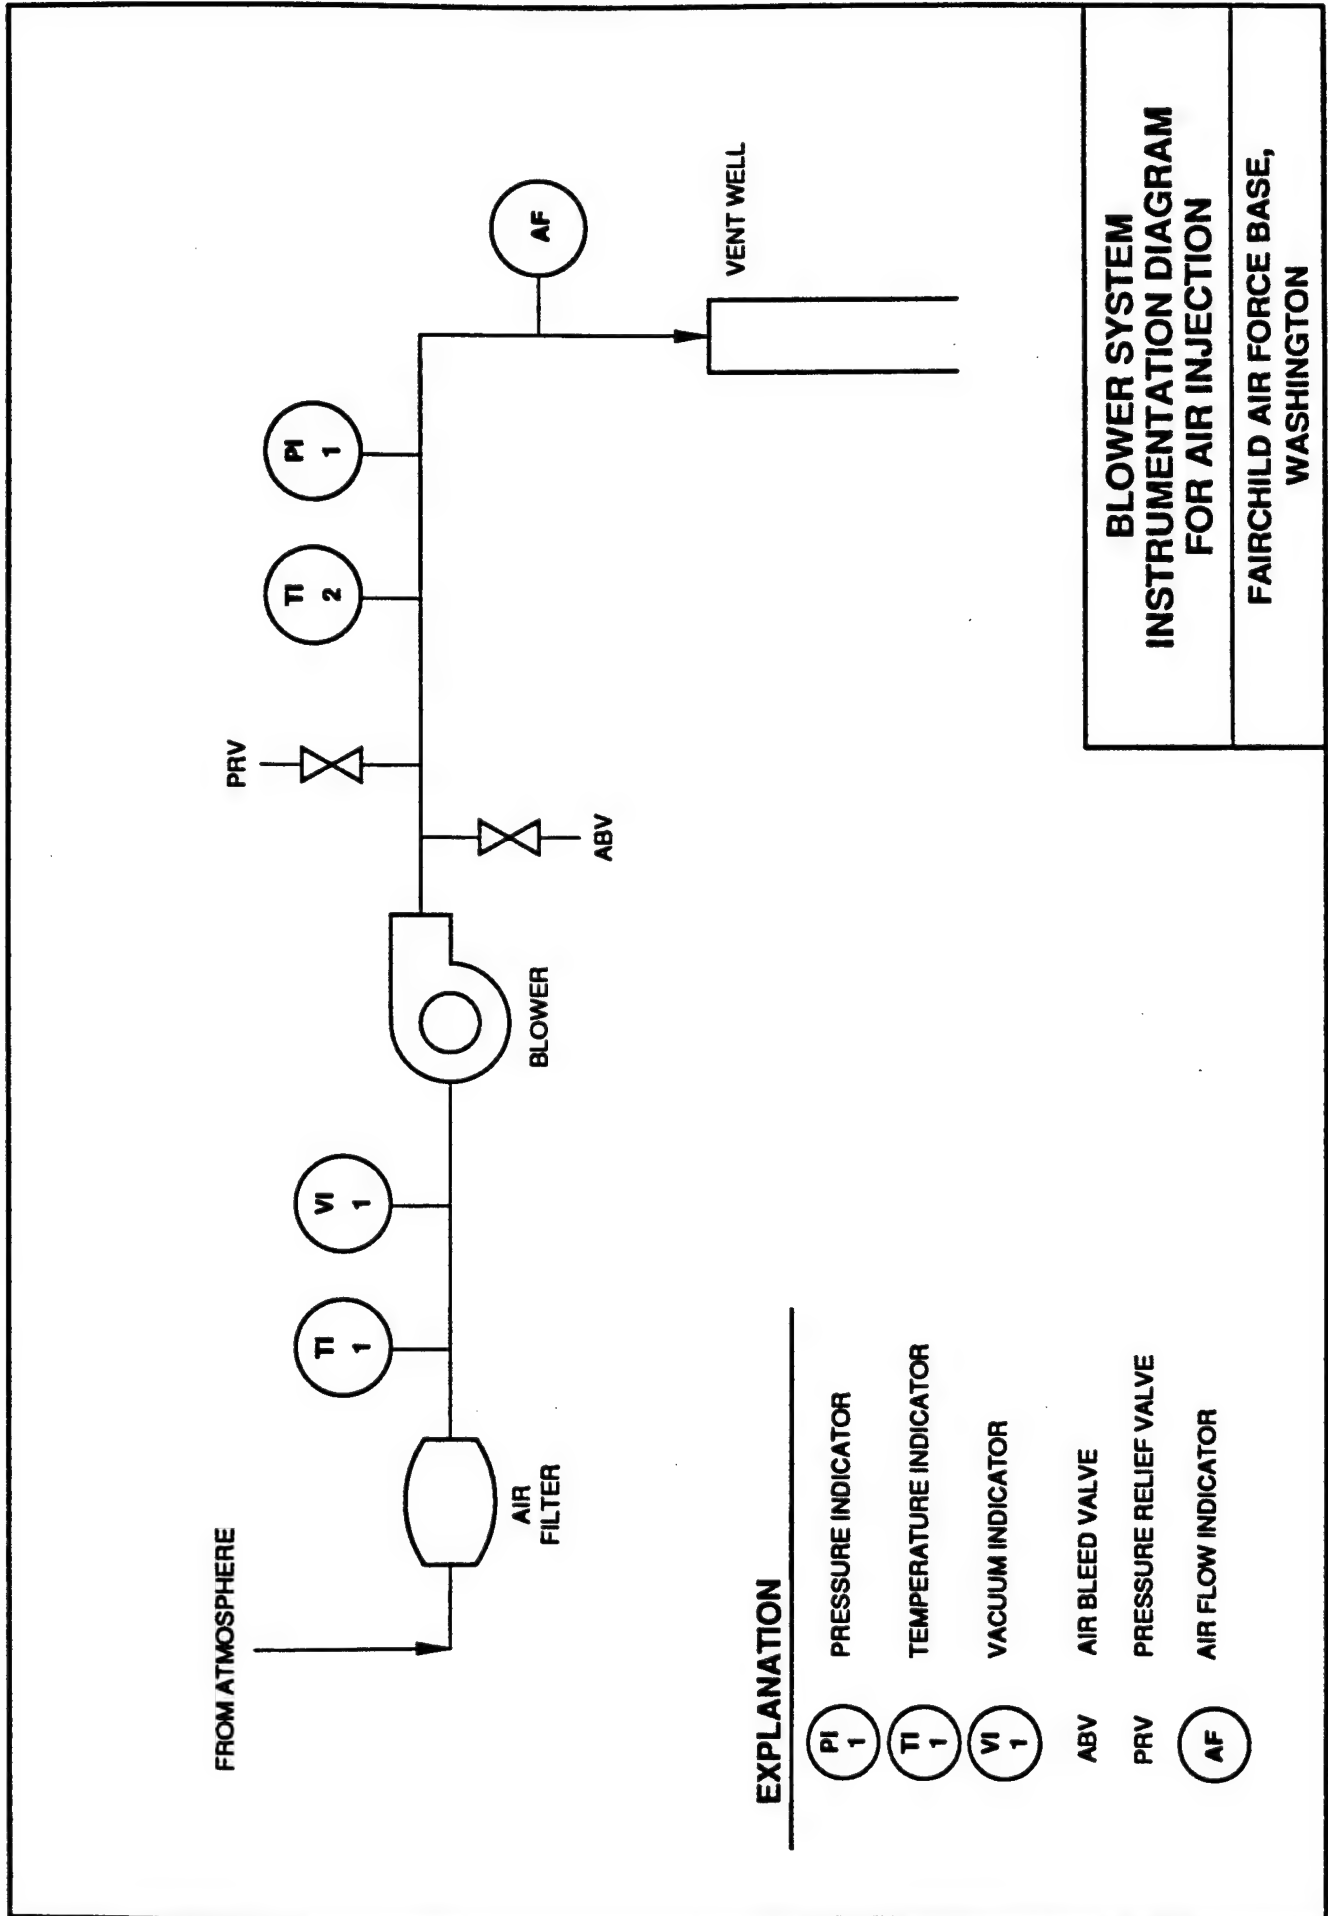 FROM ATMOSPHERE
AIR
FILTER
TI
1
VI
1
BLOWER
PRV
ABV
TI
2
PI
1
AF
VENT WELL
EXPLANATION
PI
1
PRESSURE INDICATOR
TI
1
TEMPERATURE INDICATOR
VI
1
VACUUM INDICATOR
ABV
AIR BLEED VALVE
PRV
PRESSURE RELIEF VALVE
AF
AIR FLOW INDICATOR
BLOWER SYSTEM
INSTRUMENTATION DIAGRAM
FOR AIR INJECTION
FAIRCHILD AIR FORCE BASE,
WASHINGTON